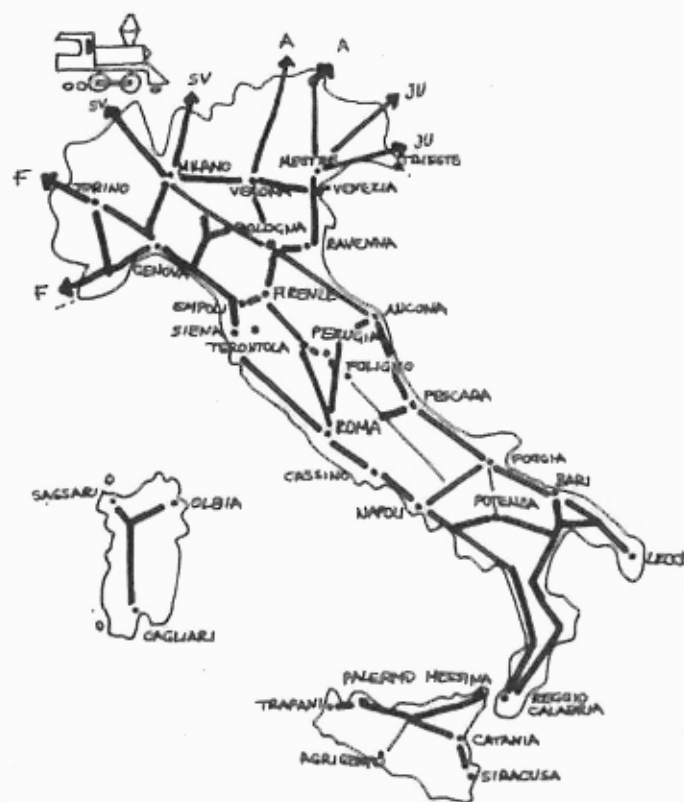 A
A
SV
SV
JU
JU
F
TORINO
MILANO
VERONA
MESTRE
TRIESTE
VENEZIA
BOLOGNA
RAVENNA
GENOVA
F
EMPOLI
FIRENZE
ANCONA
SIENA
PERUGIA
TERONTOLA
FOLIGNO
PESCARA
ROMA
CASSINO
FOGGIA
BARI
NAPOLI
POTENZA
LECCE
SASSARI
OLBIA
CAGLIARI
PALERMO MESSINA
TRAPANI
REGGIO
CALABRIA
CATANIA
AGRIGENTO
SIRACUSA